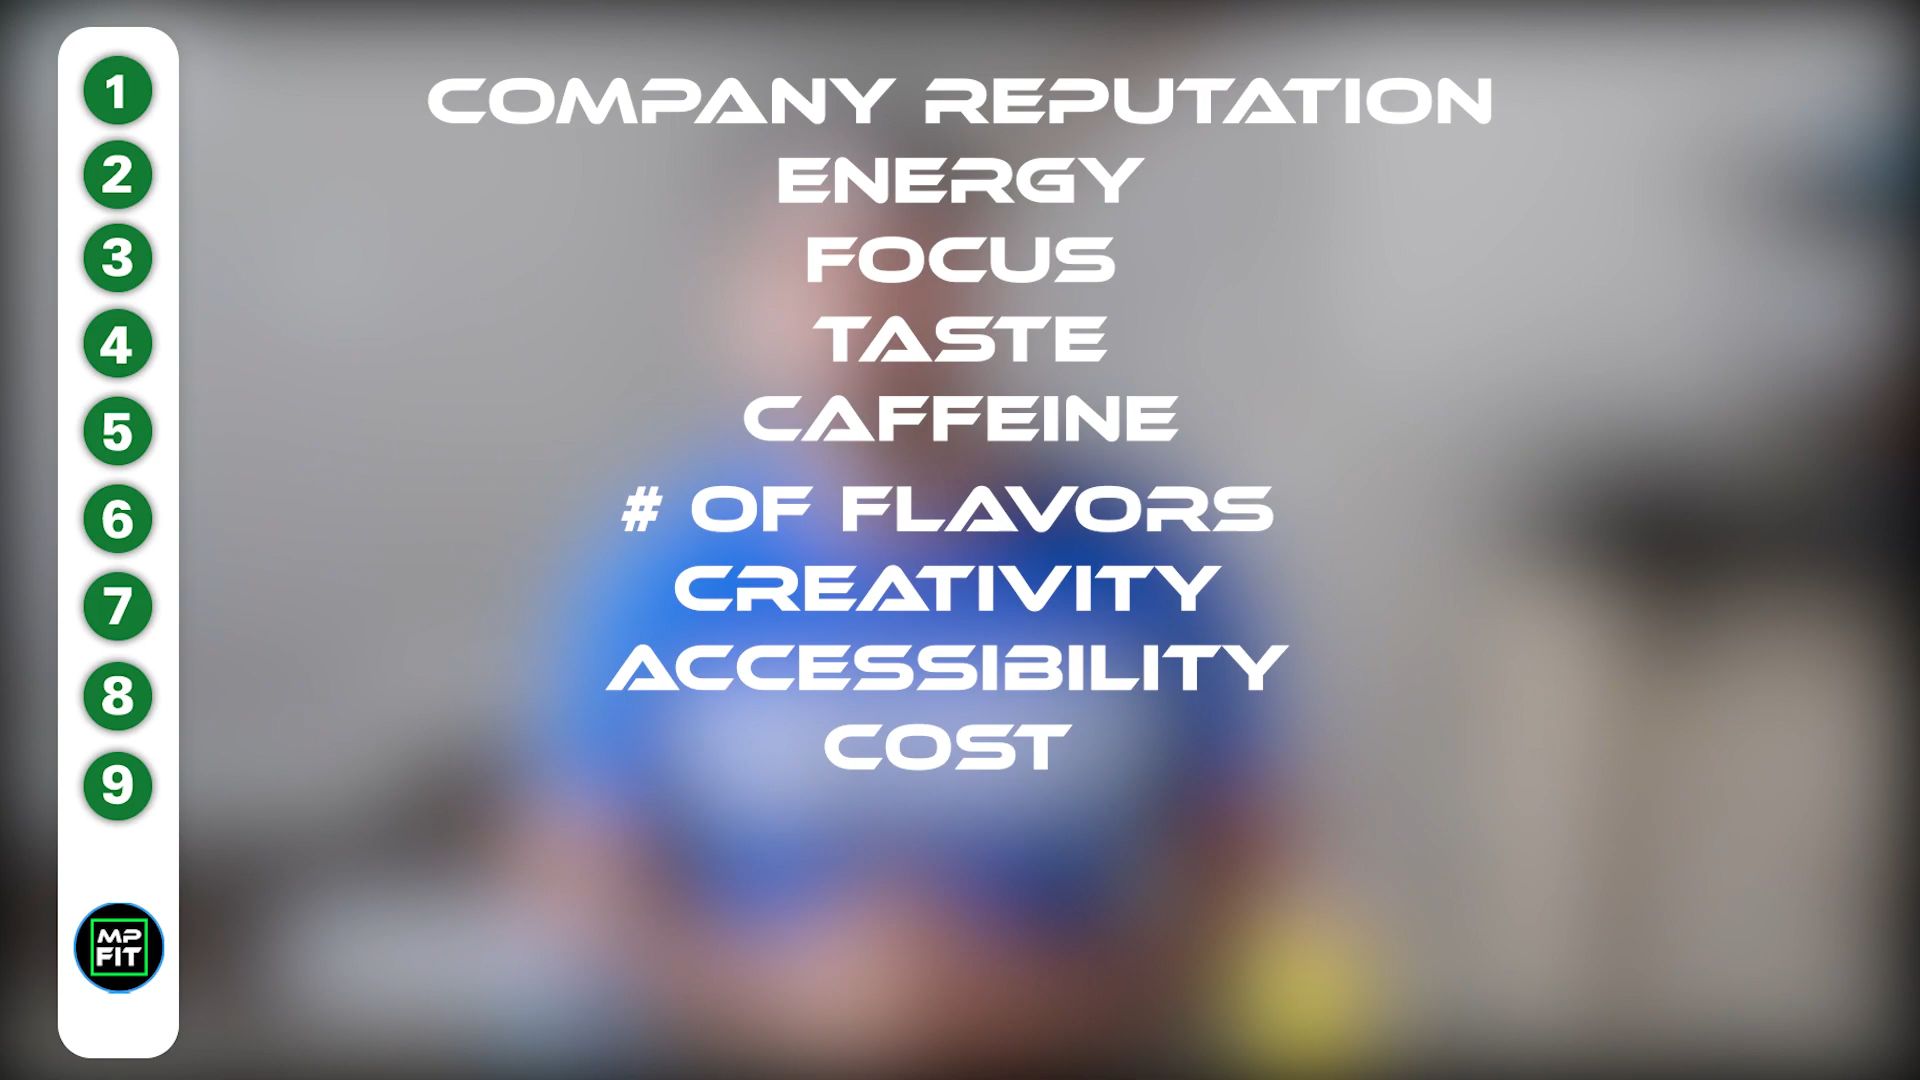 1 COMPANY REPUTATION
2 ENERGY
3 FOCUS
4 TASTE
5 CAFFEINE
6 # OF FLAVORS
7 CREATIVITY
8 ACCESSIBILITY
9 COST
MP
FIT